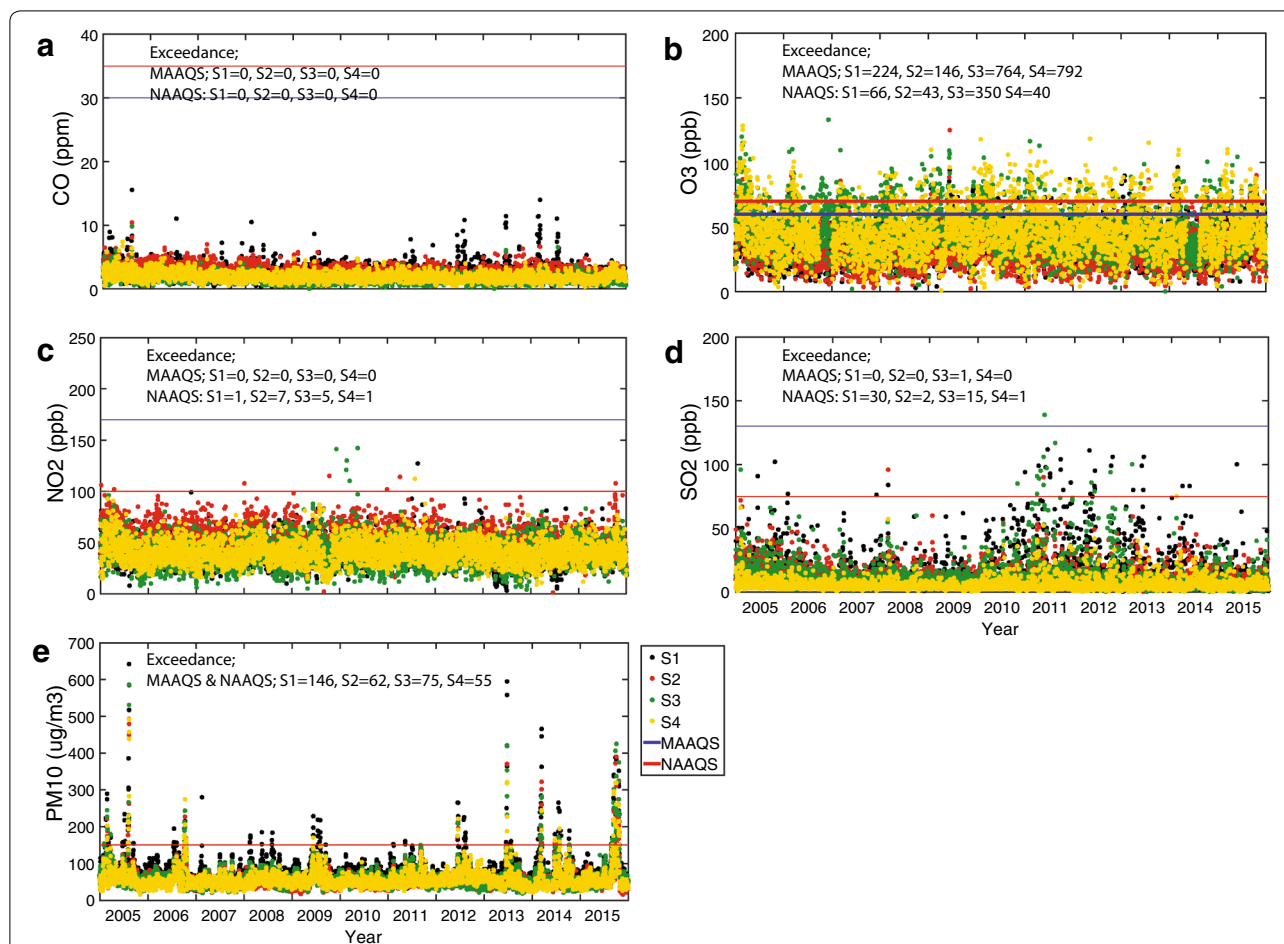 a
Exceedance;
MAAQS; S1=0, S2=0, S3=0, S4=0
NAAQS: S1=0, S2=0, S3=0, S4=0
40
30
20
10
0
CO (ppm)
b
Exceedance;
MAAQS; S1=224, S2=146, S3=764, S4=792
NAAQS: S1=66, S2=43, S3=350 S4=40
200
150
100
50
0
O3 (ppb)
c
Exceedance;
MAAQS; S1=0, S2=0, S3=0, S4=0
NAAQS: S1=1, S2=7, S3=5, S4=1
250
200
150
100
50
0
NO2 (ppb)
d
Exceedance;
MAAQS; S1=0, S2=0, S3=1, S4=0
NAAQS: S1=30, S2=2, S3=15, S4=1
200
150
100
50
0
SO2 (ppb)
2005 2006 2007 2008 2009 2010 2011 2012 2013 2014 2015
Year
e
Exceedance;
MAAQS & NAAQS; S1=146, S2=62, S3=75, S4=55
700
600
500
400
300
200
100
0
PM10 (ug/m3)
2005 2006 2007 2008 2009 2010 2011 2012 2013 2014 2015
Year
S1
S2
S3
S4
MAAQS
NAAQS